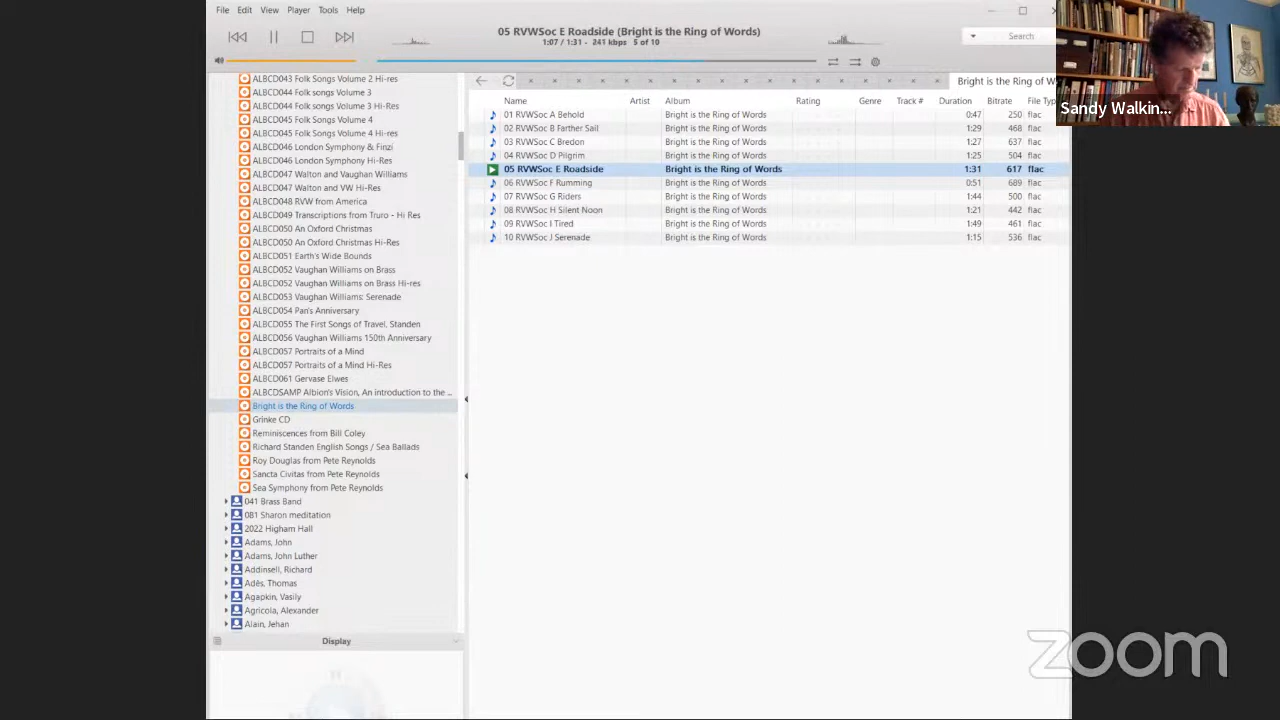 File Edit View Player Tools Help
05 RVWSoc E Roadside (Bright is the Ring of Words)
1:07 / 1:31 - 241 kbps 5 of 10
Search
Sandy Walkin...
ALBCD043 Folk Songs Volume 2 Hi-res
ALBCD044 Folk songs Volume 3
ALBCD044 Folk songs Volume 3 Hi-Res
ALBCD045 Folk Songs Volume 4
ALBCD045 Folk Songs Volume 4 Hi-res
ALBCD046 London Symphony & Finzi
ALBCD046 London Symphony Hi-Res
ALBCD047 Walton and Vaughan Williams
ALBCD047 Walton and VW Hi-Res
ALBCD048 RVW from America
ALBCD049 Transcriptions from Truro - Hi Res
ALBCD050 An Oxford Christmas
ALBCD050 An Oxford Christmas Hi-Res
ALBCD051 Earth's Wide Bounds
ALBCD052 Vaughan Williams on Brass
ALBCD052 Vaughan Williams on Brass Hi-res
ALBCD053 Vaughan Williams: Serenade
ALBCD054 Pan's Anniversary
ALBCD055 The First Songs of Travel, Standen
ALBCD056 Vaughan Williams 150th Anniversary
ALBCD057 Portraits of a Mind
ALBCD057 Portraits of a Mind Hi-Res
ALBCD061 Gervase Elwes
ALBCDSAMP Albion's Vision, An introduction to the ...
Bright is the Ring of Words
Grinke CD
Reminiscences from Bill Coley
Richard Standen English Songs / Sea Ballads
Roy Douglas from Pete Reynolds
Sancta Civitas from Pete Reynolds
Sea Symphony from Pete Reynolds
041 Brass Band
081 Sharon meditation
2022 Higham Hall
Adams, John
Adams, John Luther
Addinsell, Richard
Adès, Thomas
Agapkin, Vasily
Agricola, Alexander
Alain, Jehan
Display
Bright is the Ring of W
Name Artist Album Rating Genre Track # Duration Bitrate File Typ
01 RVWSoc A Behold Bright is the Ring of Words 0:47 250 flac
02 RVWSoc B Farther Sail Bright is the Ring of Words 1:29 468 flac
03 RVWSoc C Bredon Bright is the Ring of Words 1:27 637 flac
04 RVWSoc D Pilgrim Bright is the Ring of Words 1:25 504 flac
05 RVWSoc E Roadside Bright is the Ring of Words 1:31 617 flac
06 RVWSoc F Rumming Bright is the Ring of Words 0:51 689 flac
07 RVWSoc G Riders Bright is the Ring of Words 1:44 500 flac
08 RVWSoc H Silent Noon Bright is the Ring of Words 1:21 442 flac
09 RVWSoc I Tired Bright is the Ring of Words 1:49 461 flac
10 RVWSoc J Serenade Bright is the Ring of Words 1:15 536 flac
zoom